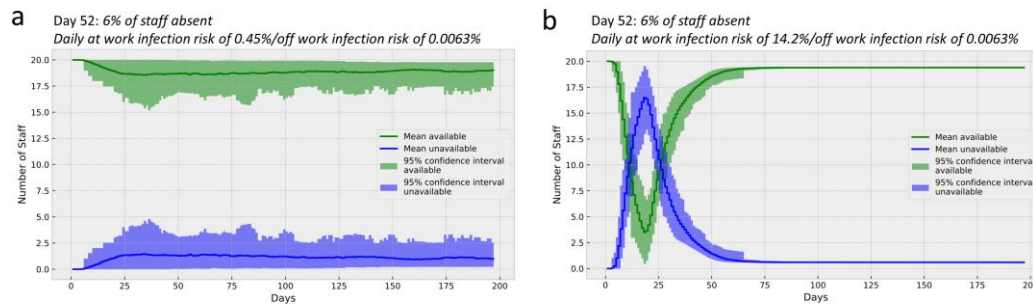 a
Day 52: 6% of staff absent
Daily at work infection risk of 0.45%/off work infection risk of 0.0063%
20.0
17.5
15.0
12.5
10.0
7.5
5.0
2.5
0.0
Number of Staff
Mean available
Mean unavailable
95% confidence interval
available
95% confidence interval
unavailable
0 25 50 75 100 125 150 175 200
Days
b
Day 52: 6% of staff absent
Daily at work infection risk of 14.2%/off work infection risk of 0.0063%
20.0
17.5
15.0
12.5
10.0
7.5
5.0
2.5
0.0
Number of Staff
Mean available
Mean unavailable
95% confidence interval
available
95% confidence interval
unavailable
0 25 50 75 100 125 150 175
Days